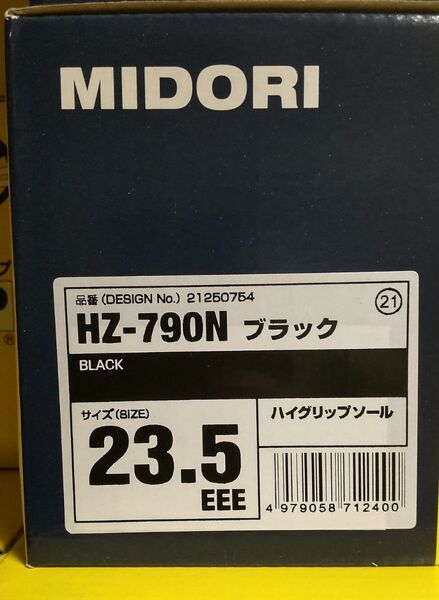 MIDORI
品番 (DESIGN No.) 21250754
21
HZ-790N ブラック
BLACK
サイズ (SIZE)
23.5
EEE
ハイグリップソール
4 979058 712400
プ
®